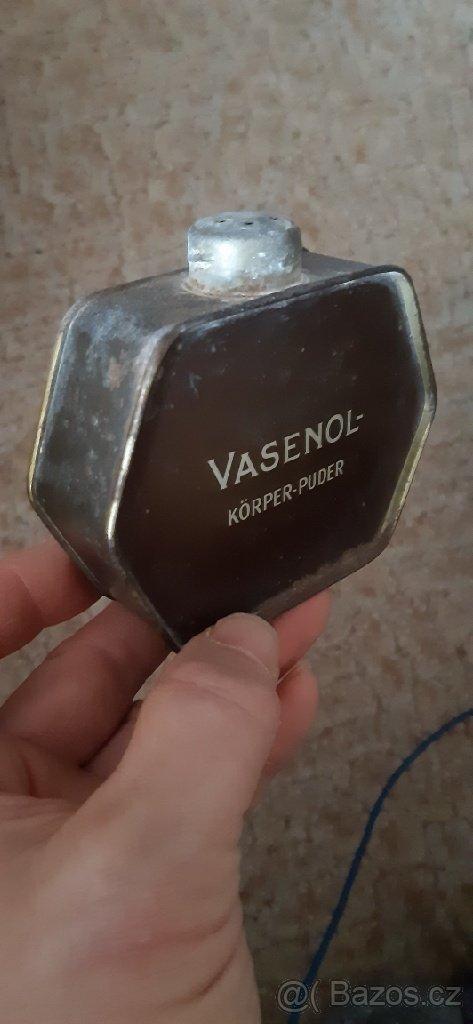 VASENOL-
KÖRPER-PUDER
@( Bazos.cz